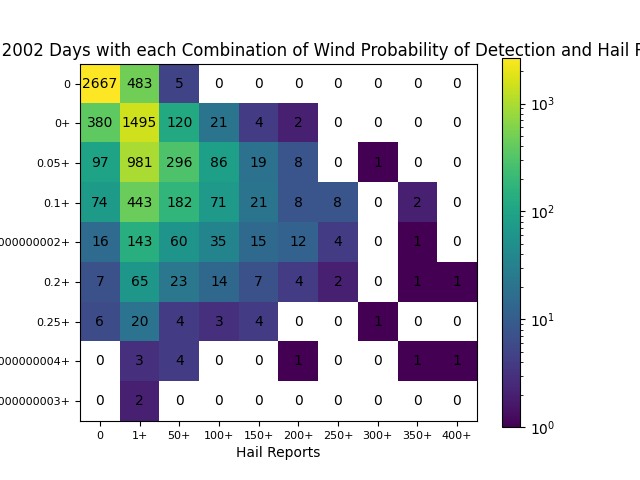 2002 Days with each Combination of Wind Probability of Detection and Hail R
0 2667 483 5 0 0 0 0 0 0 0
0+ 380 1495 120 21 4 2 0 0 0 0
0.05+ 97 981 296 86 19 8 0 1 0 0
0.1+ 74 443 182 71 21 8 8 0 2 0
000000002+ 16 143 60 35 15 12 4 0 1 0
0.2+ 7 65 23 14 7 4 2 0 1 1
0.25+ 6 20 4 3 4 0 0 1 0 0
000000004+ 0 3 4 0 0 1 0 0 1 1
000000003+ 0 2 0 0 0 0 0 0 0 0
0 1+ 50+ 100+ 150+ 200+ 250+ 300+ 350+ 400+
Hail Reports
10³
10²
10¹
10⁰